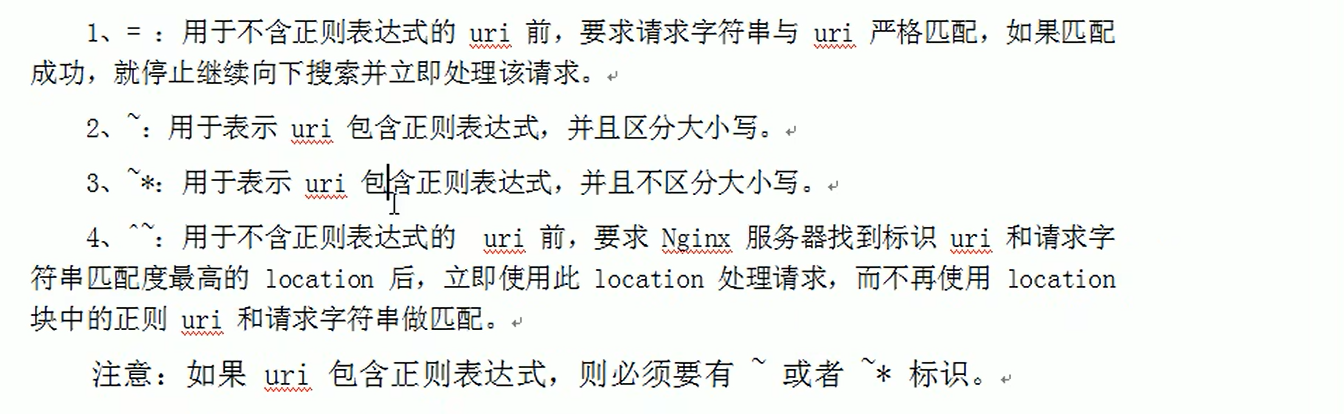 1、= ：用于不含正则表达式的 uri 前，要求请求字符串与 uri 严格匹配，如果匹配
成功，就停止继续向下搜索并立即处理该请求。
2、~：用于表示 uri 包含正则表达式，并且区分大小写。
3、~*：用于表示 uri 包含正则表达式，并且不区分大小写。
4、^~：用于不含正则表达式的 uri 前，要求 Nginx 服务器找到标识 uri 和请求字
符串匹配度最高的 location 后，立即使用此 location 处理请求，而不再使用 location
块中的正则 uri 和请求字符串做匹配。
注意：如果 uri 包含正则表达式，则必须要有 ~ 或者 ~* 标识。